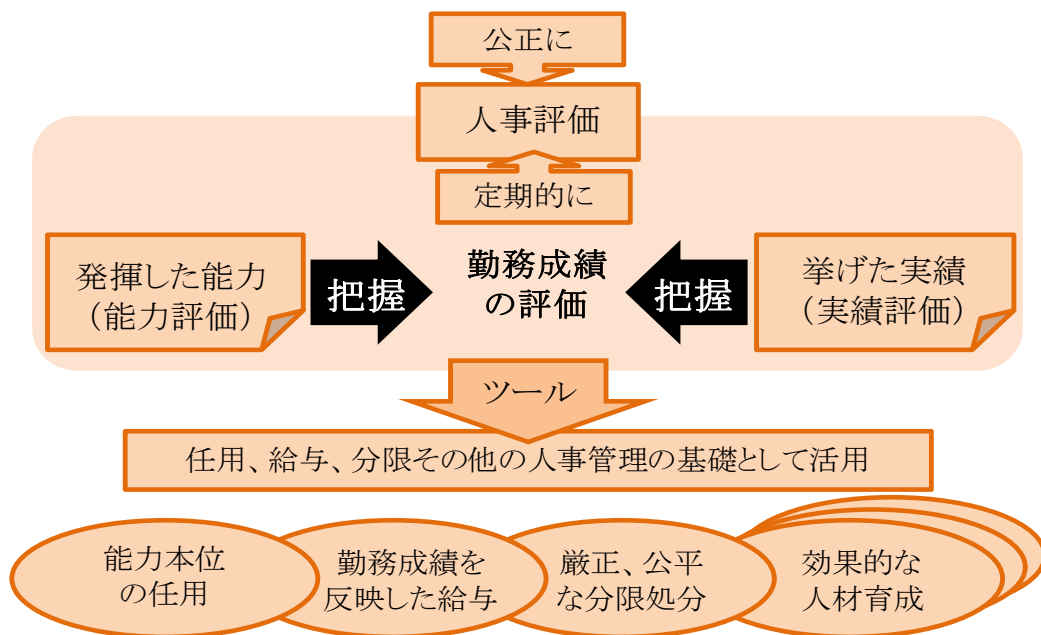 公正に
人事評価
定期的に
発揮した能力
（能力評価）
把握
勤務成績
の評価
把握
挙げた実績
（実績評価）
ツール
任用、給与、分限その他の人事管理の基礎として活用
能力本位
の任用
勤務成績を
反映した給与
厳正、公平
な分限処分
効果的な
人材育成